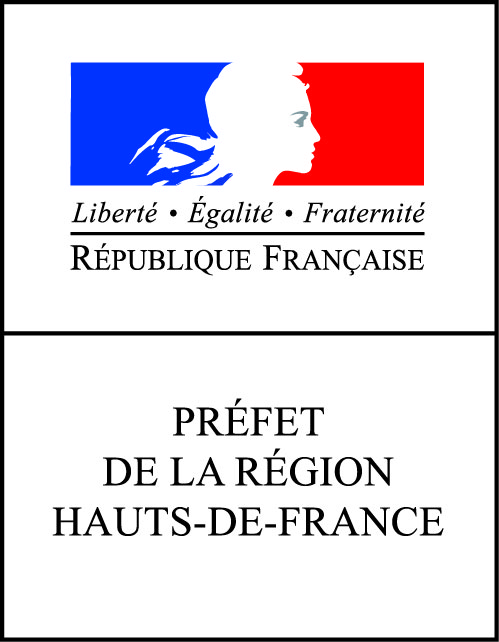 Liberté • Égalité • Fraternité
RÉPUBLIQUE FRANÇAISE
PRÉFET
DE LA RÉGION
HAUTS-DE-FRANCE